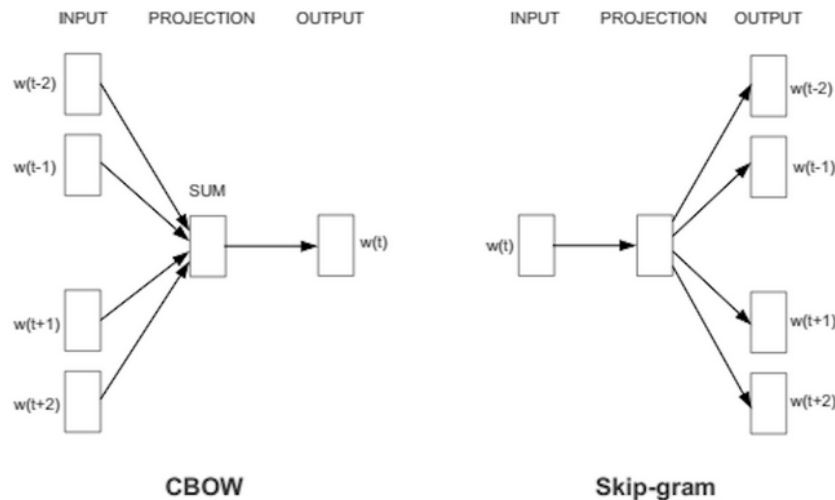 INPUT PROJECTION OUTPUT
w(t-2)
w(t-1)
SUM
w(t)
w(t+1)
w(t+2)
CBOW
INPUT PROJECTION OUTPUT
w(t-2)
w(t-1)
w(t)
w(t+1)
w(t+2)
Skip-gram